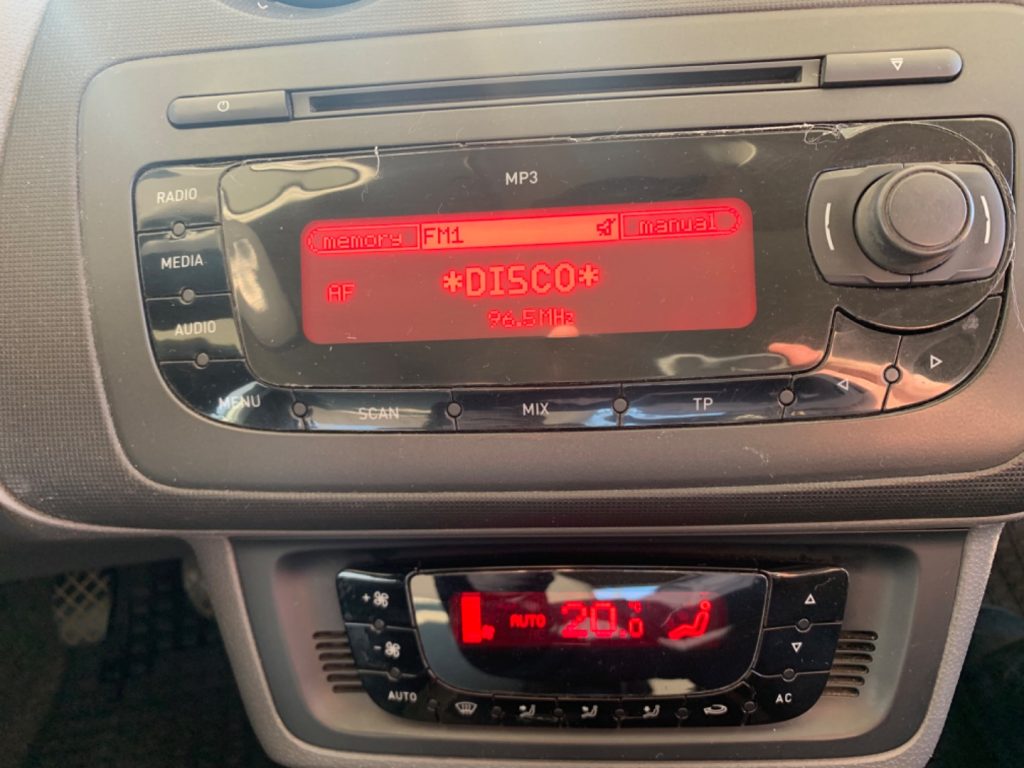 MP3
RADIO
memory FM1 manual
MEDIA
AF *DISCO*
96.5MHz
AUDIO
MENU SCAN MIX TP
AUTO 20.0 °C
AUTO AC